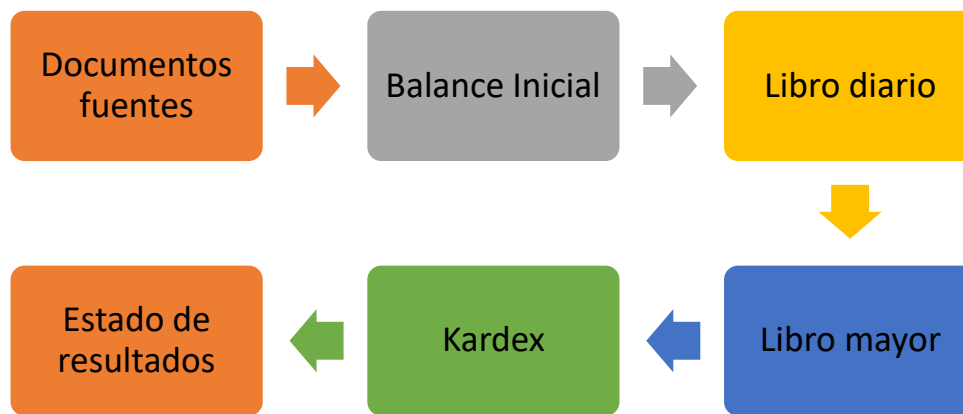 Documentos
fuentes
Balance Inicial
Libro diario
Estado de
resultados
Kardex
Libro mayor